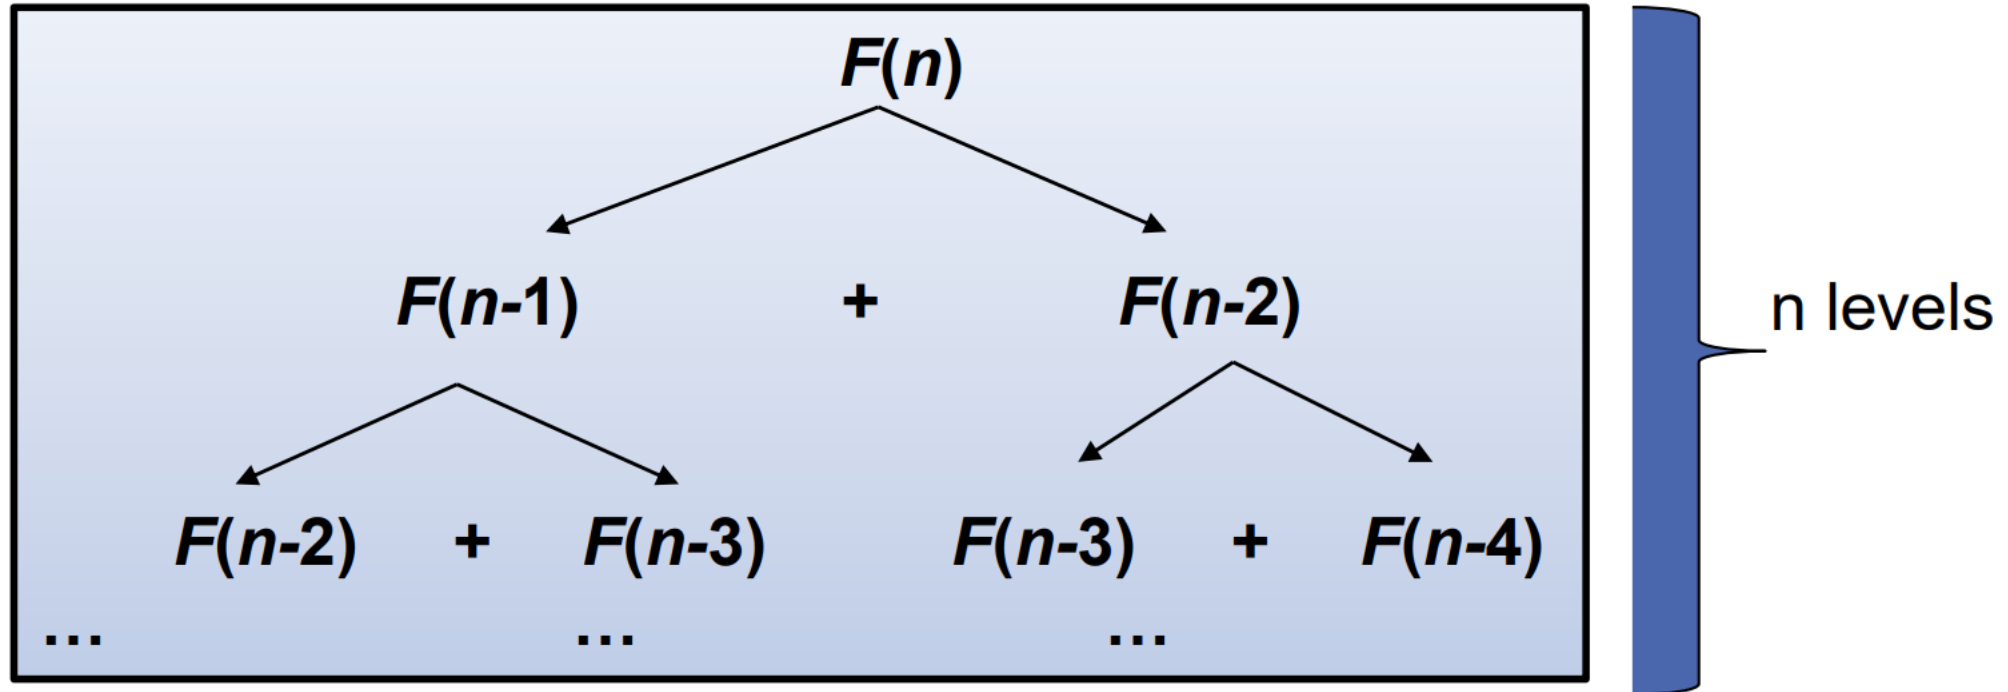 F(n)
F(n-1) + F(n-2)
n levels
F(n-2) + F(n-3) F(n-3) + F(n-4)
... ... ...